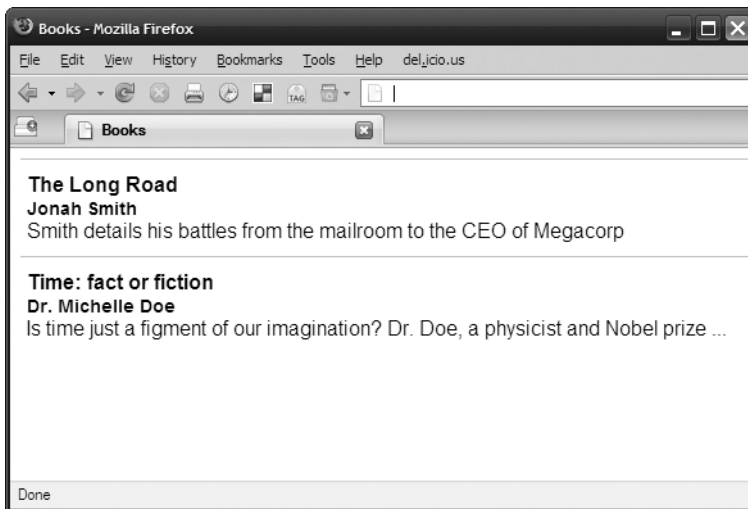 Books - Mozilla Firefox
File Edit View History Bookmarks Tools Help del.icio.us
TAG
Books
The Long Road
Jonah Smith
Smith details his battles from the mailroom to the CEO of Megacorp
Time: fact or fiction
Dr. Michelle Doe
Is time just a figment of our imagination? Dr. Doe, a physicist and Nobel prize ...
Done